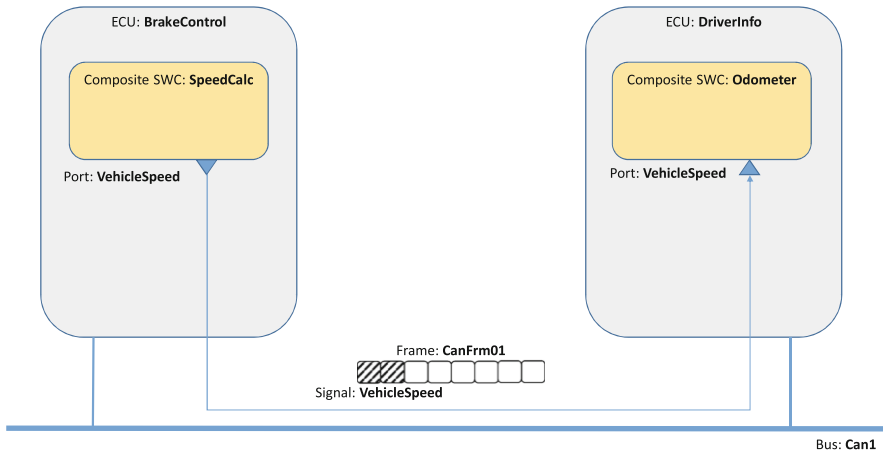 ECU: BrakeControl
ECU: DriverInfo
Composite SWC: SpeedCalc
Composite SWC: Odometer
Port: VehicleSpeed
Port: VehicleSpeed
Frame: CanFrm01
Signal: VehicleSpeed
Bus: Can1